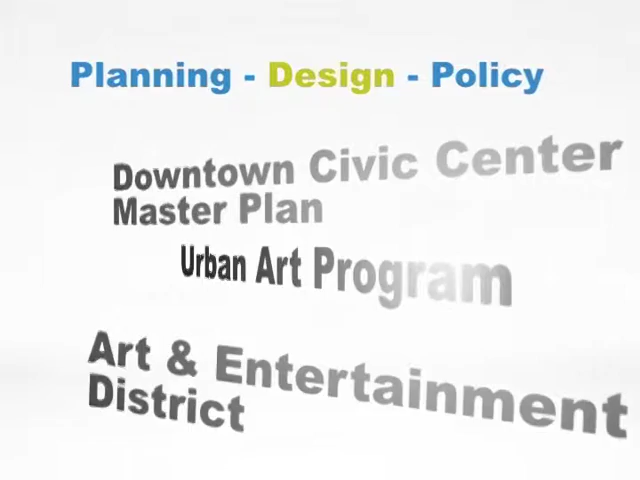 Planning - Design - Policy
Downtown Civic Center
Master Plan
Urban Art Program
Art & Entertainment
District